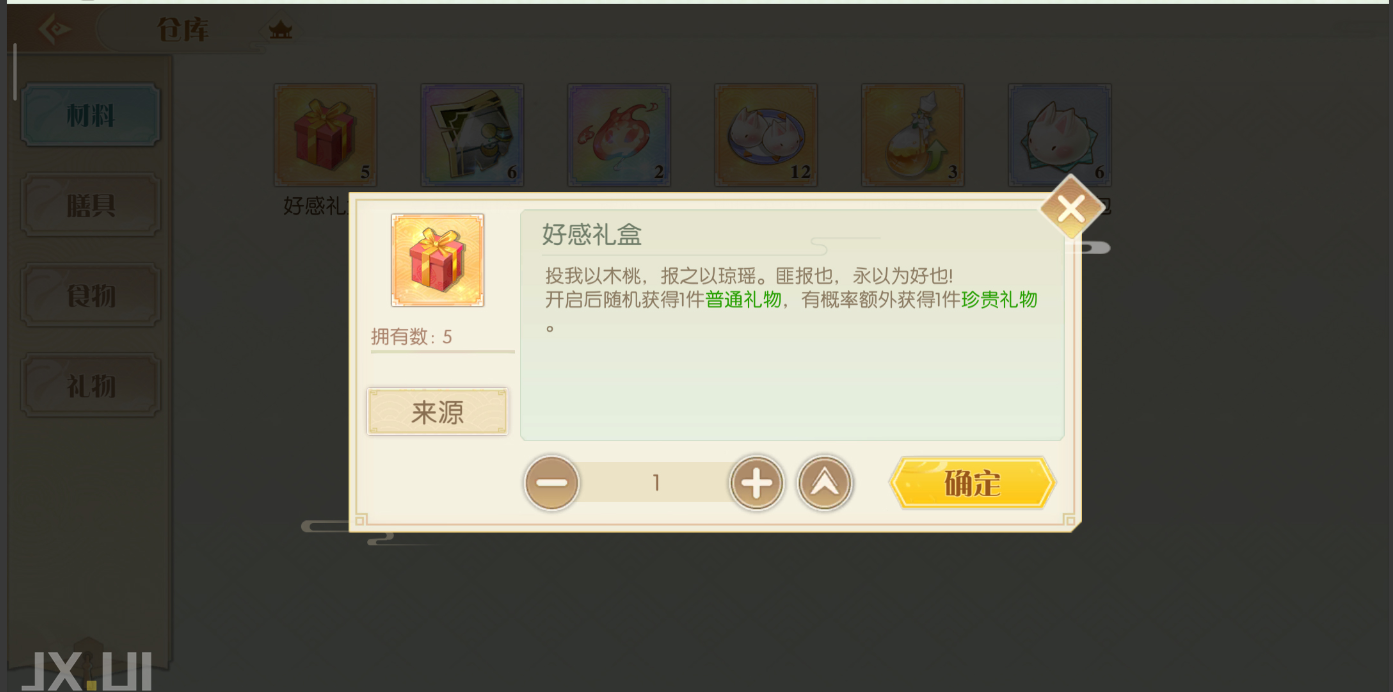 仓库
材料
膳具
食物
礼物
5
6
2
12
3
6
好感礼
好感礼盒
投我以木桃，报之以琼瑶。匪报也，永以为好也!
开启后随机获得1件普通礼物，有概率额外获得1件珍贵礼物
。
拥有数: 5
来源
1
确定
JX.UI